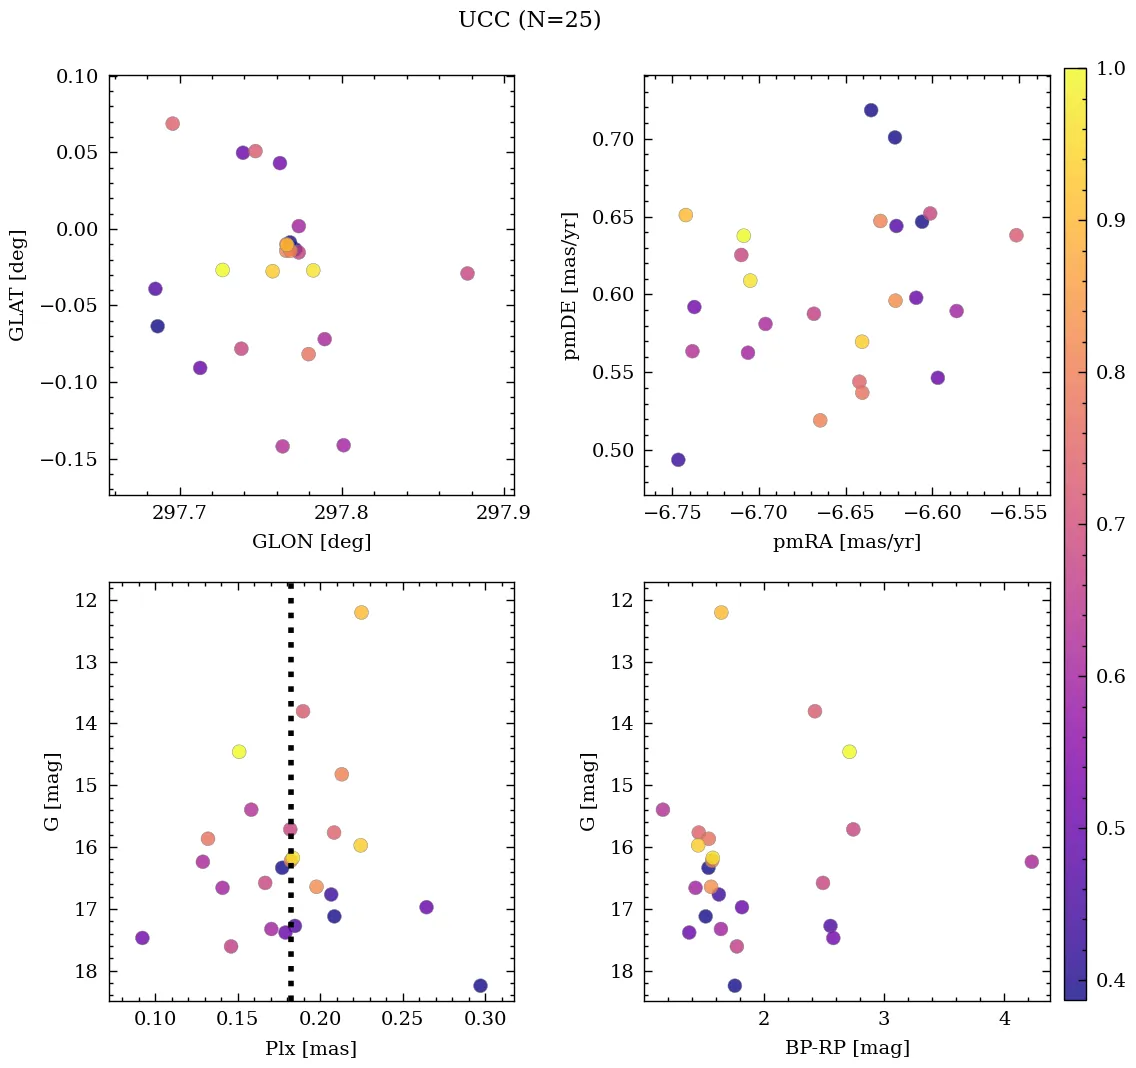 UCC (N=25)
0.10
0.05
0.00
−0.05
−0.10
−0.15
GLAT [deg]
297.7 297.8 297.9
GLON [deg]
0.70
0.65
0.60
0.55
0.50
pmDE [mas/yr]
−6.75 −6.70 −6.65 −6.60 −6.55
pmRA [mas/yr]
12
13
14
15
16
17
18
G [mag]
0.10 0.15 0.20 0.25 0.30
Plx [mas]
12
13
14
15
16
17
18
G [mag]
2 3 4
BP-RP [mag]
1.0
0.9
0.8
0.7
0.6
0.5
0.4